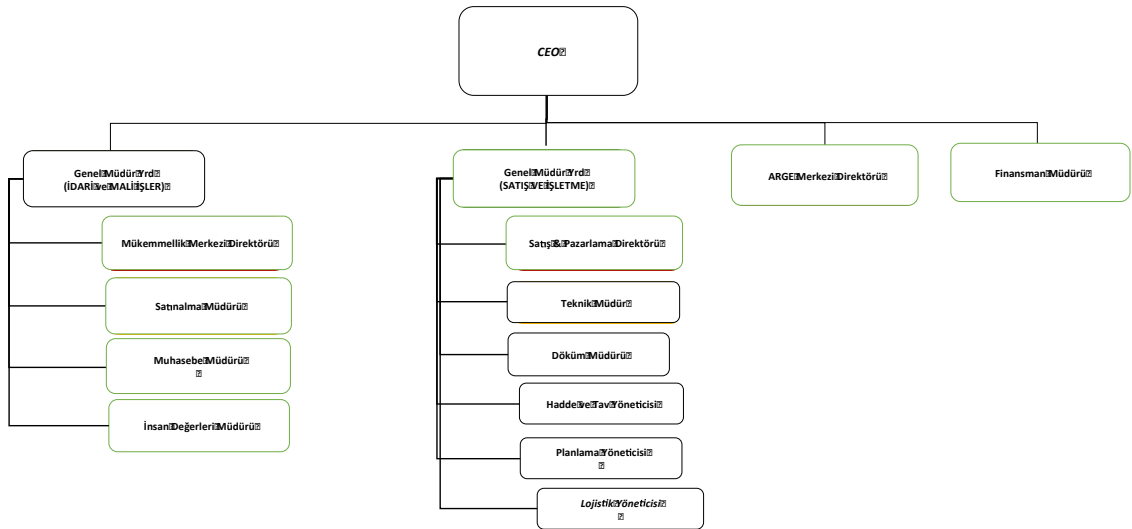 CEO
Genel Müdür Yrd
(İDARİ ve MALİ İŞLER)
Genel Müdür Yrd
(SATIŞ VE İŞLETME)
ARGE Merkezi Direktörü
Finansman Müdürü
Mükemmellik Merkezi Direktörü
Satınalma Müdürü
Muhasebe Müdürü
İnsan Değerleri Müdürü
Satış & Pazarlama Direktörü
Teknik Müdür
Döküm Müdürü
Hadde ve Tav Yöneticisi
Planlama Yöneticisi
Lojistik Yöneticisi